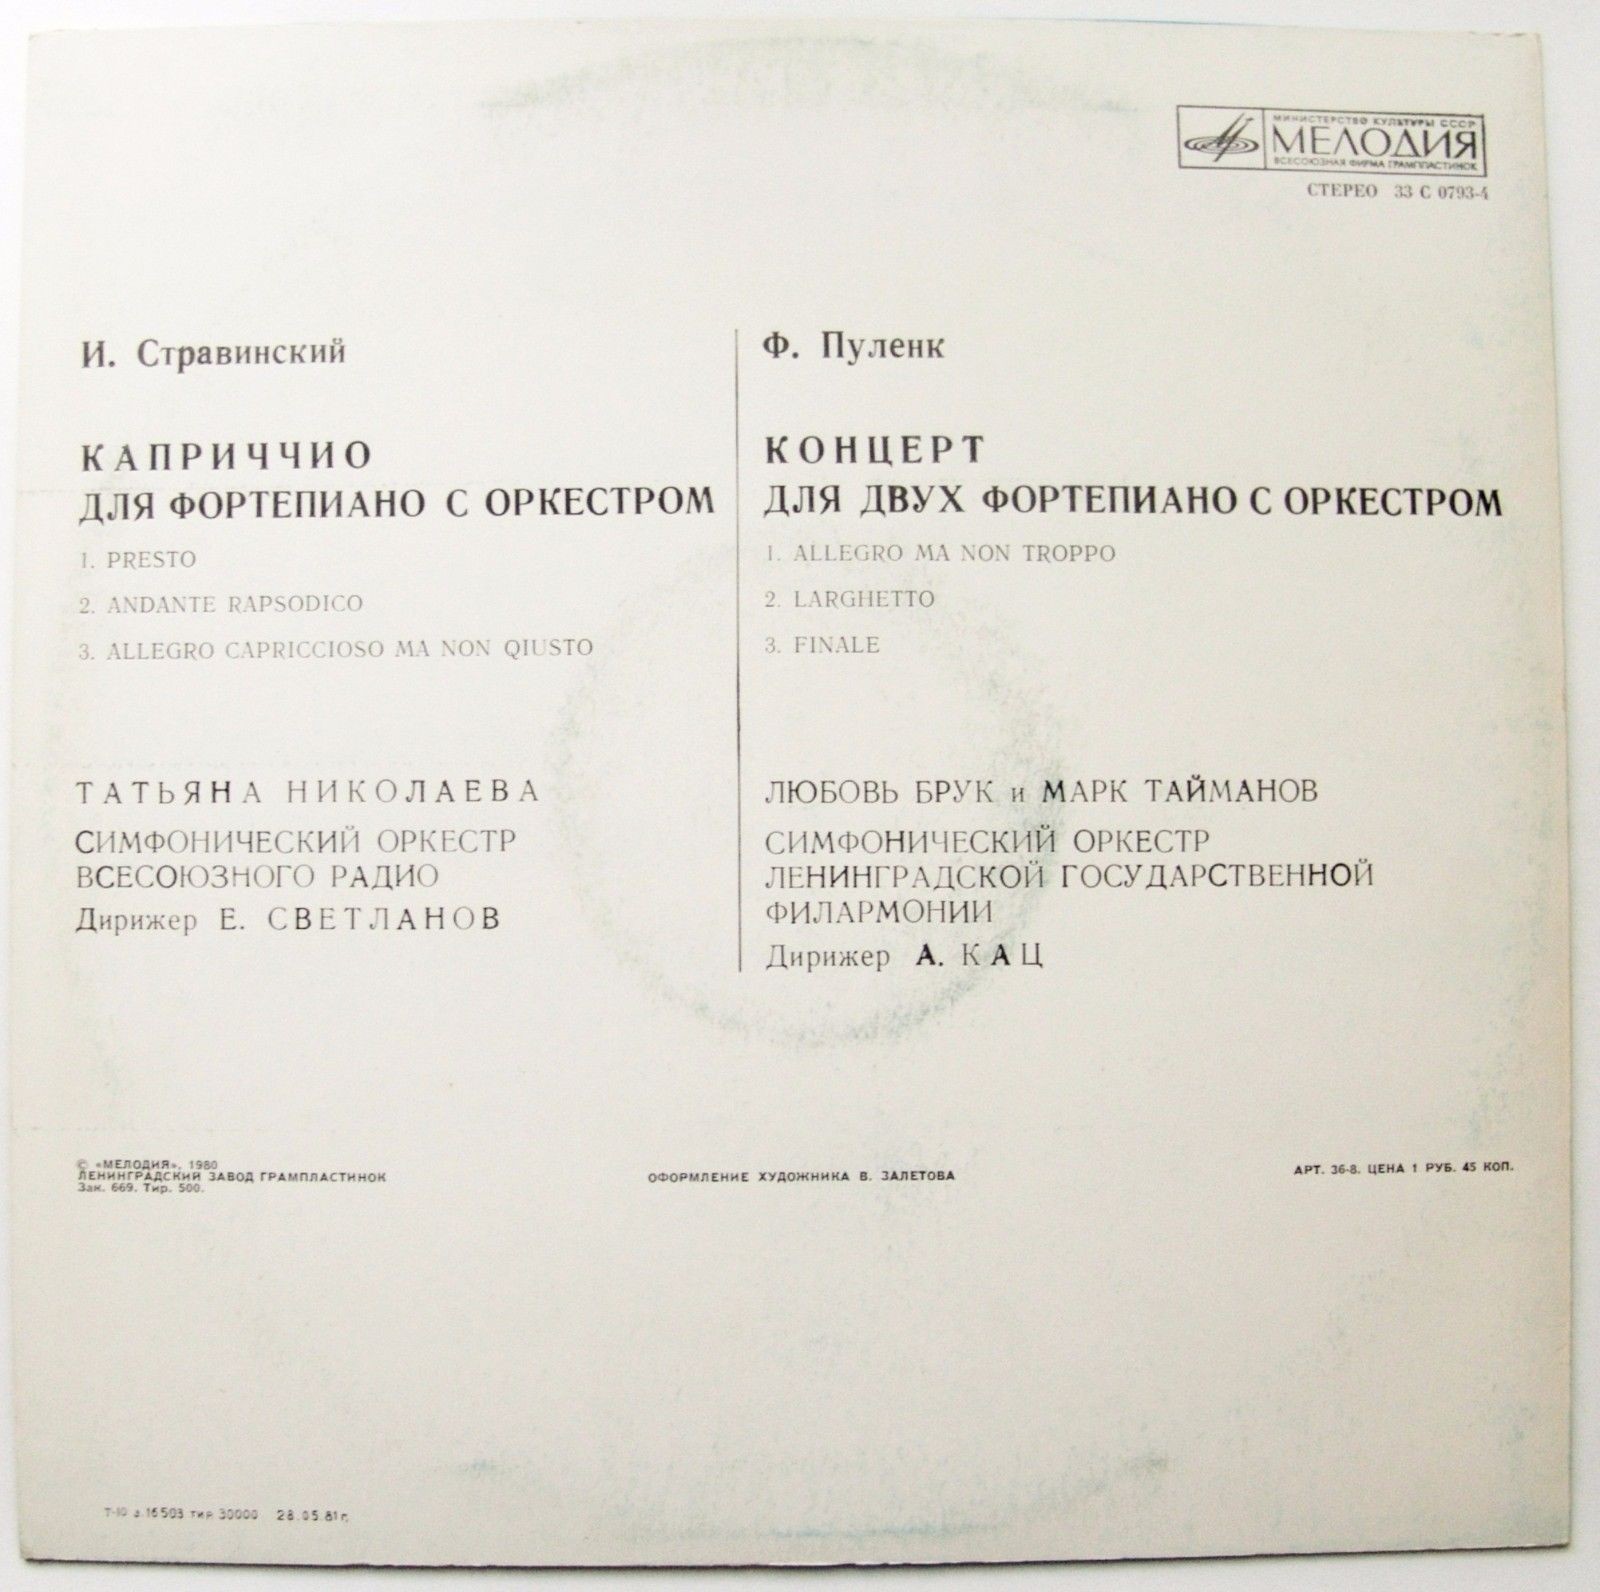 МИНИСТЕРСТВО КУЛЬТУРЫ СССР
МЕЛОДИЯ
ВСЕСОЮЗНАЯ ФИРМА ГРАМПЛАСТИНОК
СТЕРЕО 33 С 0793-4
И. Стравинский
КАПРИЧЧИО
ДЛЯ ФОРТЕПИАНО С ОРКЕСТРОМ
1. PRESTO
2. ANDANTE RAPSODICO
3. ALLEGRO CAPRICCIOSO MA NON QIUSTO
ТАТЬЯНА НИКОЛАЕВА
СИМФОНИЧЕСКИЙ ОРКЕСТР
ВСЕСОЮЗНОГО РАДИО
Дирижер Е. СВЕТЛАНОВ
Ф. Пуленк
КОНЦЕРТ
ДЛЯ ДВУХ ФОРТЕПИАНО С ОРКЕСТРОМ
1. ALLEGRO MA NON TROPPO
2. LARGHETTO
3. FINALE
ЛЮБОВЬ БРУК и МАРК ТАЙМАНОВ
СИМФОНИЧЕСКИЙ ОРКЕСТР
ЛЕНИНГРАДСКОЙ ГОСУДАРСТВЕННОЙ
ФИЛАРМОНИИ
Дирижер А. КАЦ
© «МЕЛОДИЯ», 1980
ЛЕНИНГРАДСКИЙ ЗАВОД ГРАМПЛАСТИНОК
Зак. 669. Тир. 500.
ОФОРМЛЕНИЕ ХУДОЖНИКА В. ЗАЛЕТОВА
АРТ. 36-8. ЦЕНА 1 РУБ. 45 КОП.
Т-10 з.16503 тир 30000 28.05.81г.